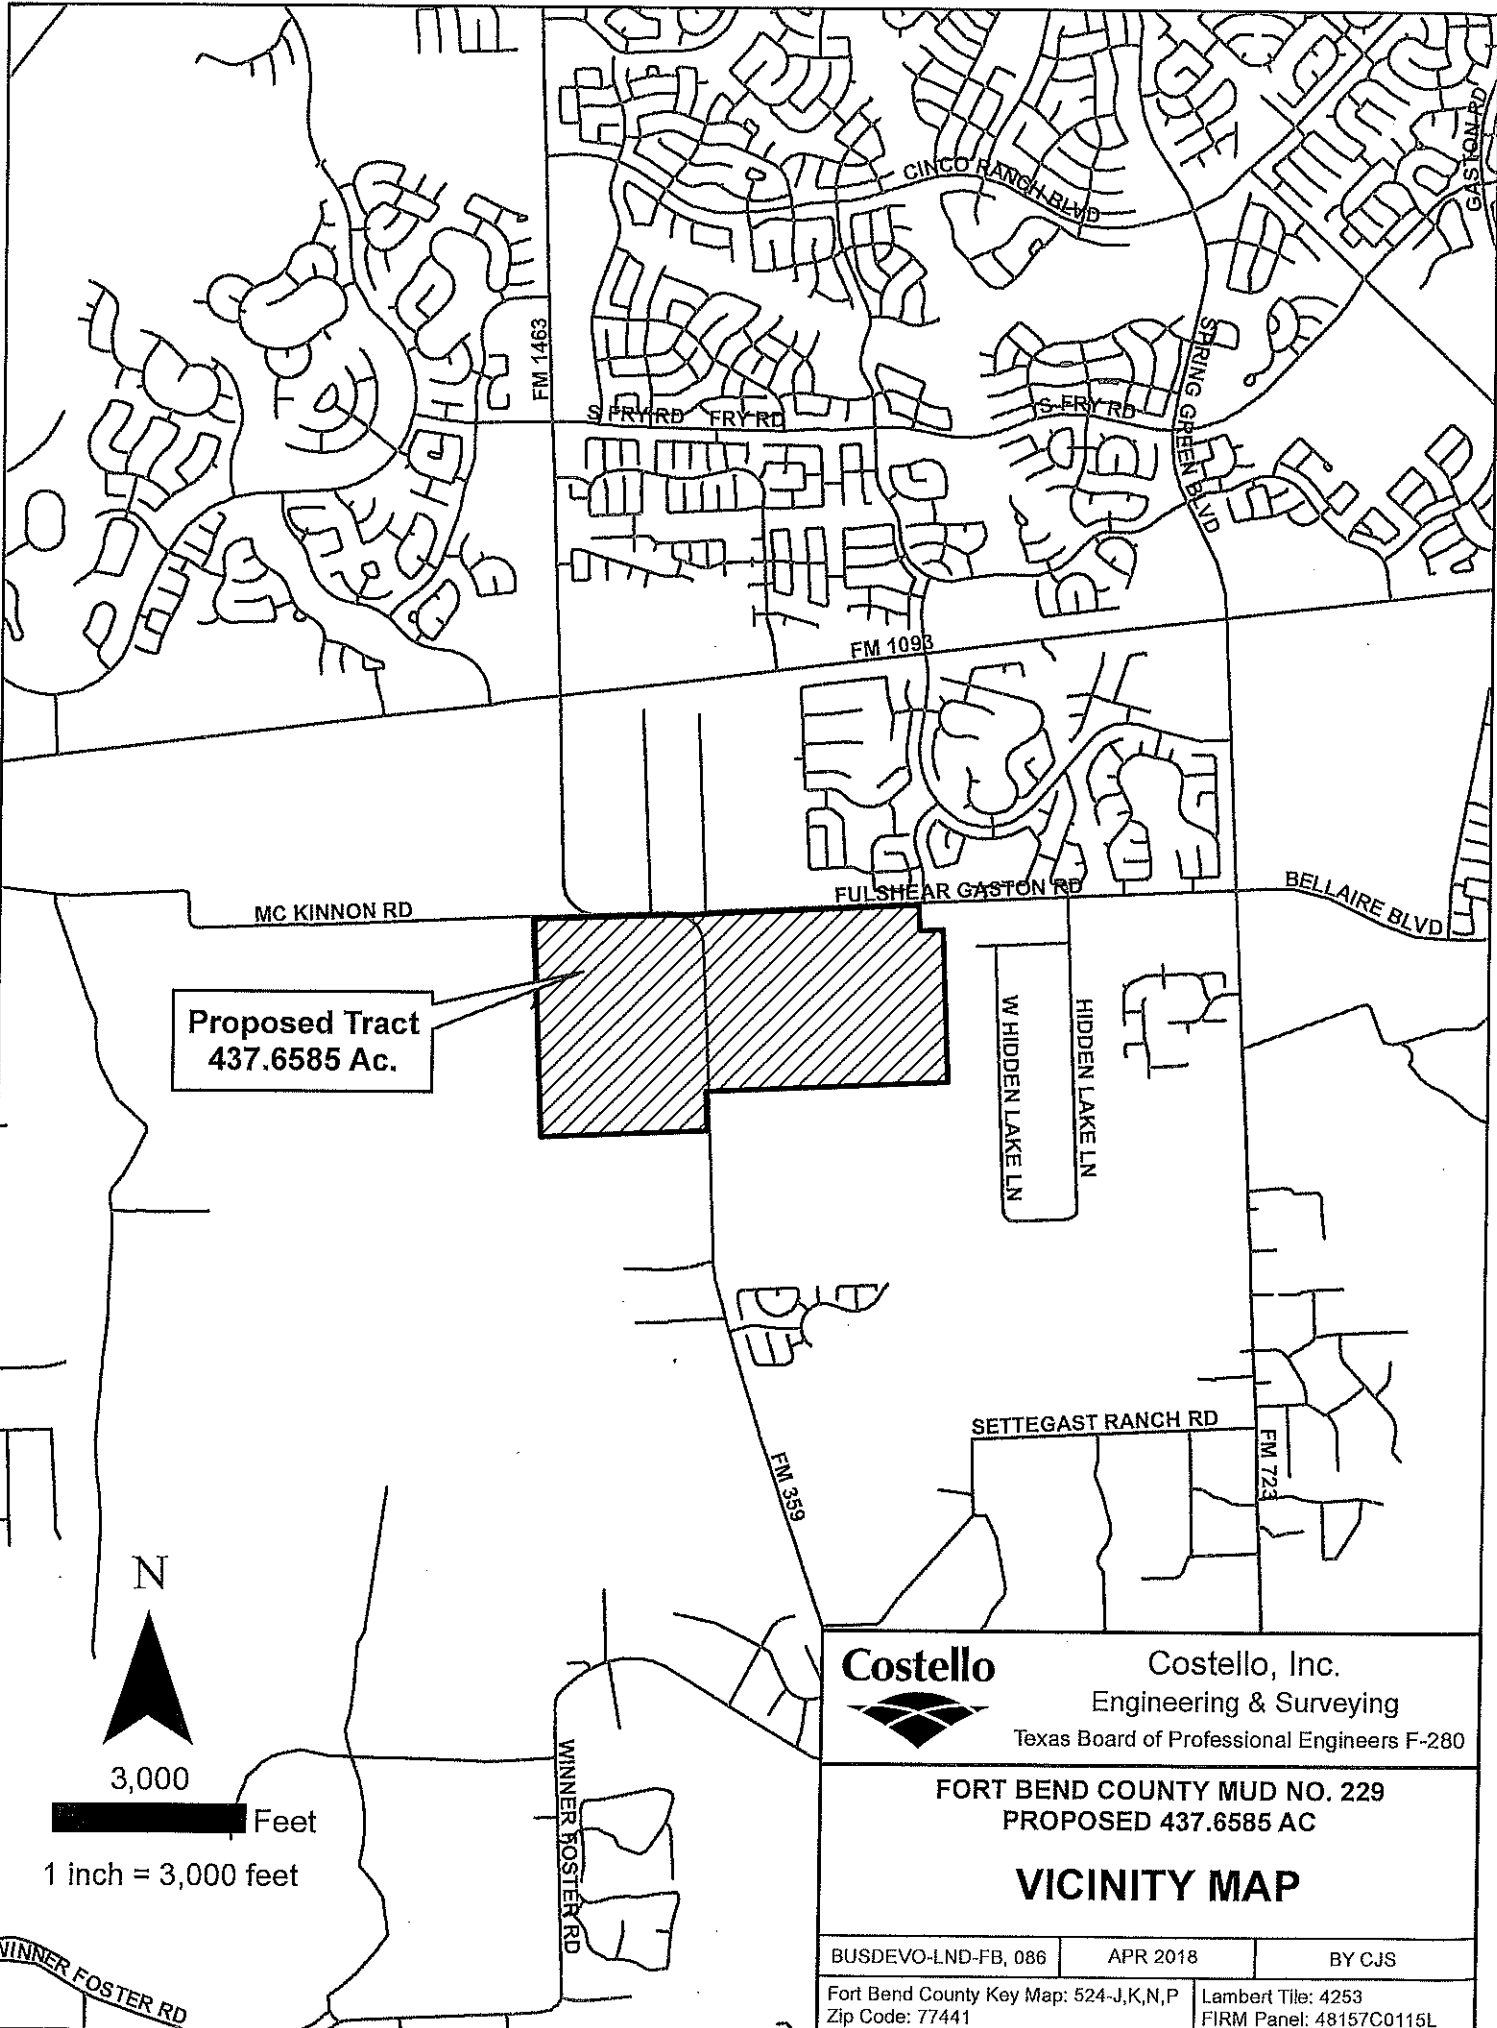 CINCO RANCH BLVD
GASTON RD
FM 1463
SPRING GREEN BLVD
S FRY RD
FRY RD
S FRY RD
FM 1093
FULSHEAR GASTON RD
BELLAIRE BLVD
MC KINNON RD
Proposed Tract
437.6585 Ac.
W HIDDEN LAKE LN
HIDDEN LAKE LN
SETTEGAST RANCH RD
FM 723
FM 359
N
3,000
Feet
1 inch = 3,000 feet
WINNER FOSTER RD
WINNER FOSTER RD
Costello
Costello, Inc.
Engineering & Surveying
Texas Board of Professional Engineers F-280
FORT BEND COUNTY MUD NO. 229
PROPOSED 437.6585 AC
VICINITY MAP
BUSDEVO-LND-FB, 086
APR 2018
BY CJS
Fort Bend County Key Map: 524-J,K,N,P
Zip Code: 77441
Lambert Tile: 4253
FIRM Panel: 48157C0115L